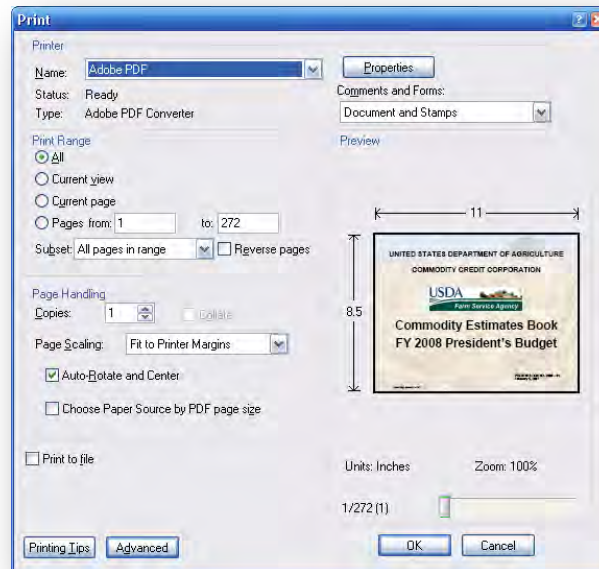 Print
Printer
Name: Adobe PDF
Properties
Status: Ready
Comments and Forms:
Type: Adobe PDF Converter
Document and Stamps
Print Range
Preview
All
Current view
Current page
Pages from: 1 to: 272
Subset: All pages in range Reverse pages
11
8.5
UNITED STATES DEPARTMENT OF AGRICULTURE
COMMODITY CREDIT CORPORATION
USDA
Farm Service Agency
Commodity Estimates Book
FY 2008 President's Budget
Page Handling
Copies: 1 Collate
Page Scaling: Fit to Printer Margins
Auto-Rotate and Center
Choose Paper Source by PDF page size
Print to file
Units: Inches Zoom: 100%
1/272 (1)
Printing Tips Advanced OK Cancel